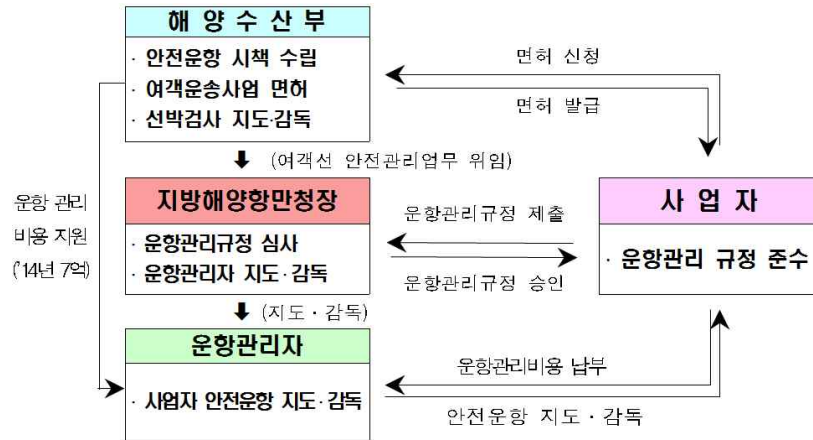 해 양 수 산 부
· 안전운항 시책 수립
· 여객운송사업 면허
· 선박검사 지도·감독
면허 신청
면허 발급
(여객선 안전관리업무 위임)
운항 관리
비용 지원
('14년 7억)
지방해양항만청장
· 운항관리규정 심사
· 운항관리자 지도·감독
운항관리규정 제출
운항관리규정 승인
사 업 자
· 운항관리 규정 준수
(지도·감독)
운항관리자
· 사업자 안전운항 지도·감독
운항관리비용 납부
안전운항 지도·감독